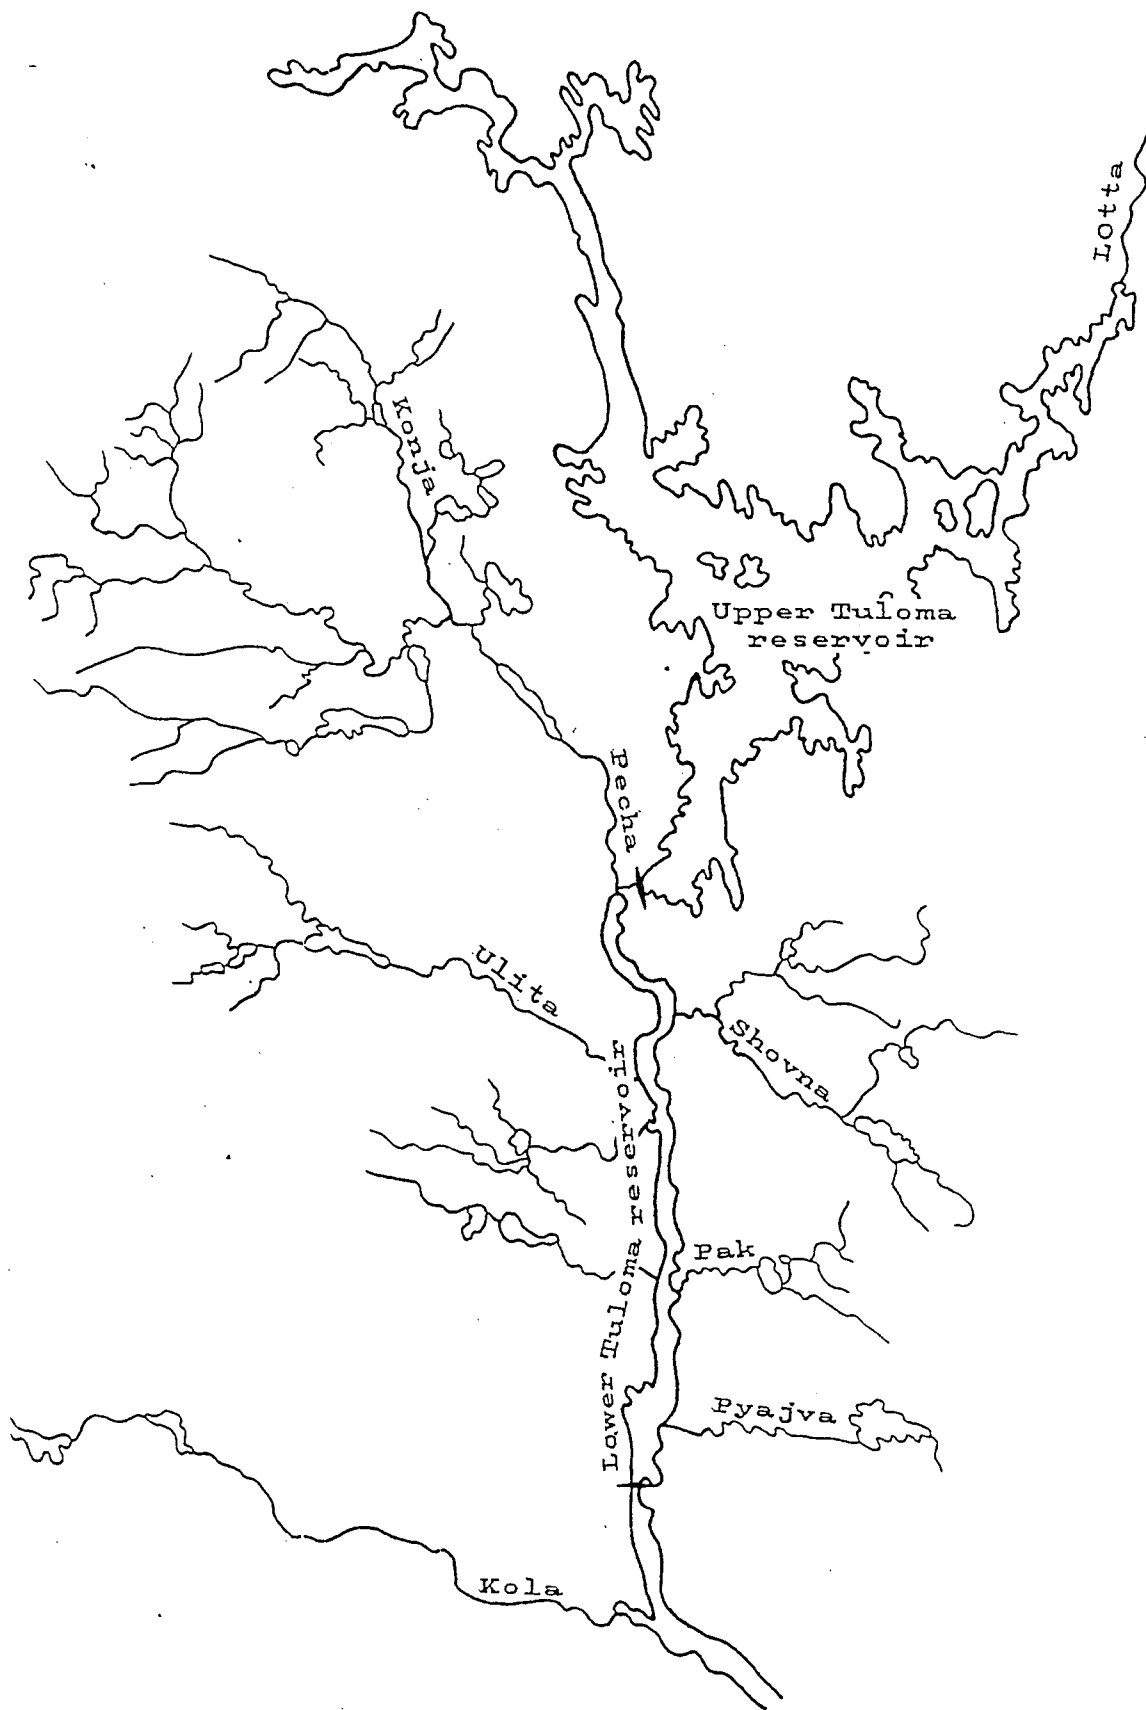 Lotta
Konja
Upper Tuloma
reservoir
Pecha
Ulita
Shovna
Lower Tuloma reservoir
Pak
Pyajva
Kola